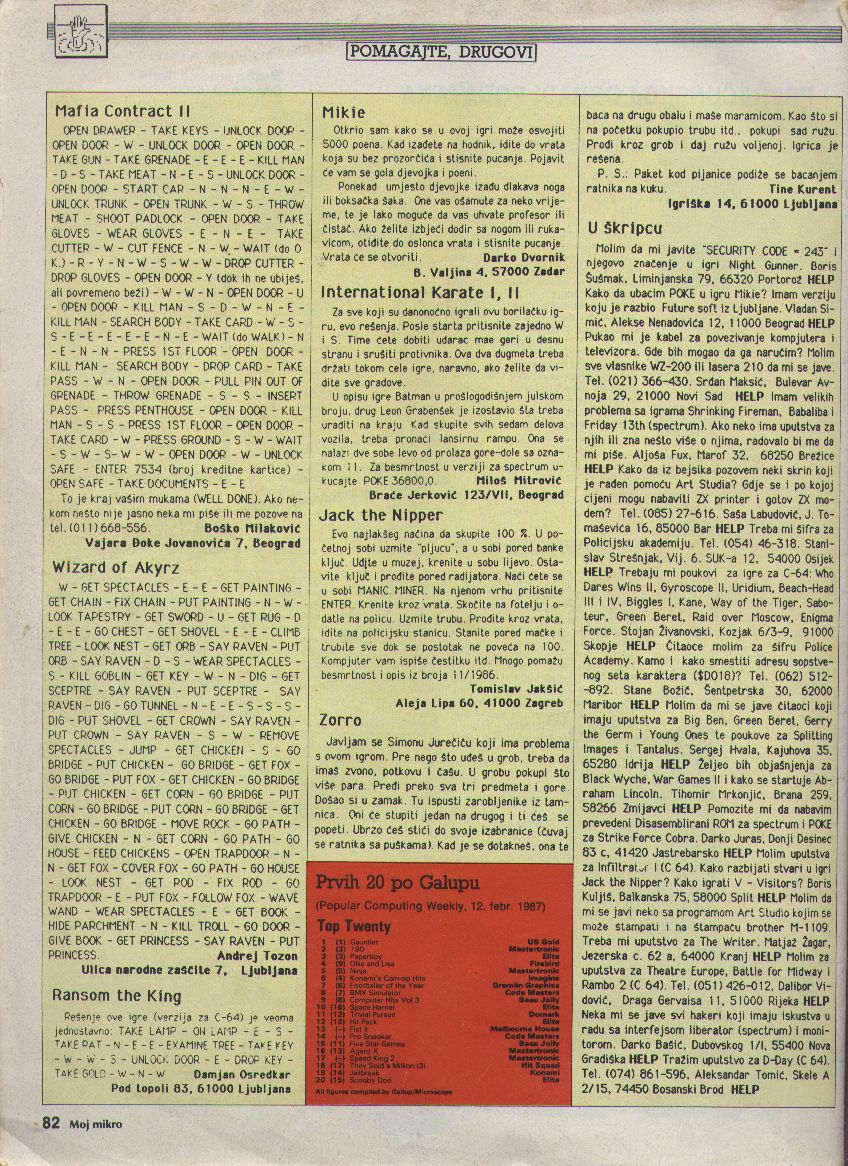 POMAGAJTE, DRUGOVI
Mafia Contract II
OPEN DRAWER - TAKE KEYS - UNLOCK DOOR -
OPEN DOOR - W - UNLOCK DOOR - OPEN DOOR -
TAKE GUN - TAKE GRENADE - E - E - E - KILL MAN
- D - S - TAKE MEAT - N - E - S - UNLOCK DOOR -
OPEN DOOR - START CAR - N - N - N - E - W -
UNLOCK TRUNK - OPEN TRUNK - W - S - THROW
MEAT - SHOOT PADLOCK - OPEN DOOR - TAKE
GLOVES - WEAR GLOVES - E - N - E - TAKE
CUTTER - W - CUT FENCE - N - W - WAIT (do O
K.) - R - Y - N - W - S - W - W - DROP CUTTER -
DROP GLOVES - OPEN DOOR - Y (dok ih ne ubiješ,
ali povremeno beži) - W - W - N - OPEN DOOR - U
- OPEN DOOR - KILL MAN - S - D - W - N - E -
KILL MAN - SEARCH BODY - TAKE CARD - W - S -
S - E - E - E - E - E - N - E - WAIT (do WALK) - N
- E - N - N - PRESS 1ST FLOOR - OPEN DOOR -
KILL MAN - SEARCH BODY - DROP CARD - TAKE
PASS - W - N - OPEN DOOR - PULL PIN OUT OF
GRENADE - THROW GRENADE - S - S - INSERT
PASS - PRESS PENTHOUSE - OPEN DOOR - KILL
MAN - S - S - PRESS 1ST FLOOR - OPEN DOOR -
TAKE CARD - W - PRESS GROUND - S - W - WAIT
- S - W - S - W - W - OPEN DOOR - W - UNLOCK
SAFE - ENTER 7534 (broj kreditne kartice) -
OPEN SAFE - TAKE DOCUMENTS - E - E
To je kraj vašim mukama (WELL DONE). Ako ne-
kom nešto nije jasno neka mi piše ili me pozove na
tel. (011) 668-556. Boško Milaković
Vajara Đoke Jovanovića 7, Beograd
Wizard of Akyrz
W - GET SPECTACLES - E - E - GET PAINTING -
GET CHAIN - FIX CHAIN - PUT PAINTING - N - W -
LOOK TAPESTRY - GET SWORD - U - GET RUG - D
- E - E - GO CHEST - GET SHOVEL - E - E - CLIMB
TREE - LOOK NEST - GET ORB - SAY RAVEN - PUT
ORB - SAY RAVEN - D - S - WEAR SPECTACLES -
S - KILL GOBLIN - GET KEY - W - N - DIG - GET
SCEPTRE - SAY RAVEN - PUT SCEPTRE - SAY
RAVEN - DIG - GO TUNNEL - N - E - E - S - S - S -
DIG - PUT SHOVEL - GET CROWN - SAY RAVEN -
PUT CROWN - SAY RAVEN - S - W - REMOVE
SPECTACLES - JUMP - GET CHICKEN - S - GO
BRIDGE - PUT CHICKEN - GO BRIDGE - GET FOX -
GO BRIDGE - PUT FOX - GET CHICKEN - GO BRIDGE
- PUT CHICKEN - GET CORN - GO BRIDGE - PUT
CORN - GO BRIDGE - PUT CORN - GO BRIDGE - GET
CHICKEN - GO BRIDGE - MOVE ROCK - GO PATH -
GIVE CHICKEN - N - GET CORN - GO PATH - GO
HOUSE - FEED CHICKENS - OPEN TRAPDOOR - N -
N - GET FOX - COVER FOX - GO PATH - GO HOUSE
- LOOK NEST - GET ROD - FIX ROD - GO
TRAPDOOR - E - PUT FOX - FOLLOW FOX - WAVE
WAND - WEAR SPECTACLES - E - GET BOOK -
HIDE PARCHMENT - N - KILL TROLL - GO DOOR -
GIVE BOOK - GET PRINCESS - SAY RAVEN - PUT
PRINCESS. Andrej Tozon
Ulica narodne zaščite 7, Ljubljana
Ransom the King
Rešenje ove igre (verzija za C-64) je veoma
jednostavno: TAKE LAMP - ON LAMP - E - S -
TAKE RAT - N - E - E - EXAMINE TREE - TAKE KEY
- W - W - S - UNLOCK DOOR - E - DROP KEY -
TAKE GOLD - W - N - W Damjan Osredkar
Pod topoli 83, 61000 Ljubljana
Mikie
Otkrio sam kako se u ovoj igri može osvojiti
5000 poena. Kad izađete na hodnik, idite do vrata
koja su bez prozorčića i stisnite pucanje. Pojavit
će vam se gola djevojka i poeni.
Ponekad umjesto djevojke izađu dlakava noga
ili boksačka šaka. One vas ošamute za neko vrije-
me, te je lako moguće da vas uhvate profesor ili
čistač. Ako želite izbjeći dodir sa nogom ili ruka-
vicom, otiđite do oslonca vrata i stisnite pucanje.
Vrata će se otvoriti. Darko Dvornik
B. Valjina 4, 57000 Zadar
International Karate I, II
Za sve koji su danonoćno igrali ovu borilačku ig-
ru, evo rešenja. Posle starta pritisnite zajedno W
i S. Time ćete dobiti udarac mae geri u desnu
stranu i srušiti protivnika. Ova dva dugmeta treba
držati tokom cele igre, naravno, ako želite da vi-
dite sve gradove.
U opisu igre Batman u prošlogodišnjem julskom
broju, drug Leon Grabenšek je izostavio šta treba
uraditi na kraju. Kad skupite svih sedam delova
vozila, treba pronaći lansirnu rampu. Ona se
nalazi dve sobe levo od prolaza gore-dole sa ozna-
kom 11. Za besmrtnost u verziji za spectrum u-
kucajte POKE 36800,0. Miloš Mitrović
Braće Jerković 123/VII, Beograd
Jack the Nipper
Evo najlakšeg načina da skupite 100 %. U po-
četnoj sobi uzmite "pljucu", a u sobi pored banke
ključ. Uđite u muzej, krenite u sobu lijevo. Osta-
vite ključ i prođite pored radijatora. Naći ćete se
u sobi MANIC MINER. Na njenom vrhu pritisnite
ENTER. Krenite kroz vrata. Skočite na fotelju i o-
datle na policu. Uzmite trubu. Prođite kroz vrata,
idite na policijsku stanicu. Stanite pored mačke i
trubite sve dok se postotak ne poveća na 100.
Kompjuter vam ispiše čestitku itd. Mnogo pomažu
besmrtnost i opis iz broja 11/1986.
Tomislav Jakšić
Aleja Lipa 60, 41000 Zagreb
Zorro
Javljam se Simonu Jurečiču koji ima problema
s ovom igrom. Pre nego što uđeš u grob, treba da
imaš zvono, potkovu i čašu. U grobu pokupi što
više para. Pređi preko sva tri predmeta i gore.
Došao si u zamak. Tu ispusti zarobljenike iz tam-
nica. Oni će stupiti jedan na drugog i ti ćeš se
popeti. Ubrzo ćeš stići do svoje izabranice (čuvaj
se ratnika sa puškama). Kad je se dotakneš, ona te
Prvih 20 po Galupu
(Popular Computing Weekly, 12. febr. 1987)
Top Twenty
1 (1) Gauntlet US Gold
2 (3) 180 Mastertronic
3 (3) Paperboy Elite
4 (9) Ollie and Lisa Firebird
5 (5) Ninja Mastertronic
6 (4) Konami's Coin-op Hits Imagine
7 (6) Footballer of the Year Gremlin Graphics
8 (7) BMX Simulator Code Masters
9 (8) Computer Hits Vol 3 Beau Jolly
10 (16) Space Harrier Elite
11 (12) Trivial Pursuit Domark
12 (10) Hit Pack Elite
13 (-) Fist II Melbourne House
14 (-) Pro Snooker Code Masters
15 (11) Five Star Games Beau Jolly
16 (13) Agent X Mastertronic
17 (-) Speed King 2 Mastertronic
18 (17) They Sold a Million (3) Hit Squad
19 (14) Jailbreak Konami
20 (15) Scooby Doo Elite
All figures compiled by Gallup/Microscope
baca na drugu obalu i maše maramicom. Kao što si
na početku pokupio trubu itd., pokupi sad ružu.
Prođi kroz grob i daj ružu voljenoj. Igrica je
rešena.
P. S.: Paket kod pijanice podiže se bacanjem
ratnika na kuku. Tine Kurent
Igriška 14, 61000 Ljubljana
U škripcu
Molim da mi javite "SECURITY CODE = 243" i
njegovo značenje u igri Night Gunner. Boris
Šušmak, Liminjanska 79, 66320 Portorož HELP
Kako da ubacim POKE u igru Mikie? Imam verziju
koju je razbio Future soft iz Ljubljane. Vladan Si-
mić, Alekse Nenadovića 12, 11000 Beograd HELP
Pukao mi je kabel za povezivanje kompjutera i
televizora. Gde bih mogao da ga naručim? Molim
sve vlasnike WZ-200 ili lasera 210 da mi se jave.
Tel. (021) 366-430. Srđan Maksić, Bulevar Av-
noja 29, 21000 Novi Sad HELP Imam velikih
problema sa igrama Shrinking Fireman, Babaliba i
Friday 13th (spectrum). Ako neko ima uputstva za
njih ili zna nešto više o njima, radovalo bi me da
mi piše. Aljoša Fux, Marof 32, 68250 Brežice
HELP Kako da iz bejsika pozovem neki skrin koji
je rađen pomoću Art Studia? Gdje se i po kojoj
cijeni mogu nabaviti ZX printer i gotov ZX mo-
dem? Tel. (085) 27-616. Saša Labudović, J. To-
maševića 16, 85000 Bar HELP Treba mi šifra za
Policijsku akademiju. Tel. (054) 46-318. Stani-
slav Strešnjak, Vij. 6. SUK-a 12, 54000 Osijek
HELP Trebaju mi poukovi za igre za C-64: Who
Dares Wins II, Gyroscope II, Uridium, Beach-Head
III i IV, Biggles I, Kane, Way of the Tiger, Sabo-
teur, Green Beret, Raid over Moscow, Enigma
Force. Stojan Živanovski, Kozjak 6/3-9, 91000
Skopje HELP Čitaoce molim za šifru Police
Academy. Kamo i kako smestiti adresu sopstve-
nog seta karaktera ($D018)? Tel. (062) 512-
-892. Stane Božič, Šentpetrska 30, 62000
Maribor HELP Molim da mi se jave čitaoci koji
imaju uputstva za Big Ben, Green Beret, Gerry
the Germ i Young Ones te poukove za Splitting
Images i Tantalus. Sergej Hvala, Kajuhova 35,
65280 Idrija HELP Željeo bih objašnjenja za
Black Wyche, War Games II i kako se startuje Ab-
raham Lincoln. Tihomir Mrkonjić, Brana 259,
58266 Zmijavci HELP Pomozite mi da nabavim
prevedeni Disasemblirani ROM za spectrum i POKE
za Strike Force Cobra. Darko Juras, Donji Desinec
83 c, 41420 Jastrebarsko HELP Molim uputstva
za Infiltrator I (C 64). Kako razbijati stvari u igri
Jack the Nipper? Kako igrati V - Visitors? Boris
Kuljiš, Balkanska 75, 58000 Split HELP Molim da
mi se javi neko sa programom Art Studio kojim se
može štampati i na štampaču brother M-1109.
Treba mi uputstvo za The Writer. Matjaž Žagar,
Jezerska c. 62 a, 64000 Kranj HELP Molim za
uputstva za Theatre Europe, Battle for Midway i
Rambo 2 (C 64). Tel. (051) 426-012, Dalibor Vi-
dović, Draga Gervaisa 11, 51000 Rijeka HELP
Neka mi se jave svi hakeri koji imaju iskustva u
radu sa interfejsom liberator (spectrum) i moni-
torom. Darko Bašić, Dubovskog 1/I, 55400 Nova
Gradiška HELP Tražim uputstvo za D-Day (C 64).
Tel. (074) 861-596, Aleksandar Tomić, Skele A
2/15, 74450 Bosanski Brod HELP
82 Moj mikro